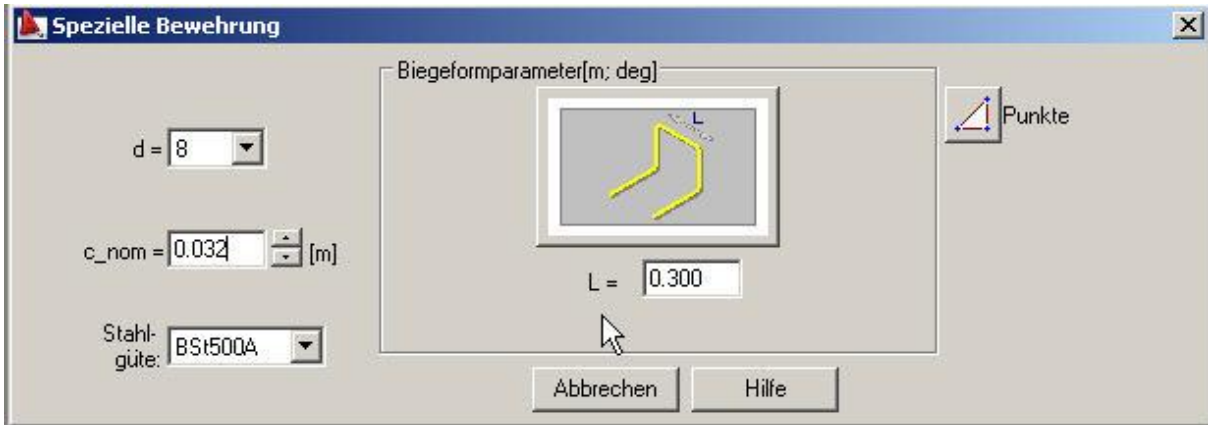 Spezielle Bewehrung
Biegeformparameter[m; deg]
L
Punkte
d = 8
c_nom = 0.032 [m]
L = 0.300
Stahl-
güte: BSt500A
Abbrechen Hilfe